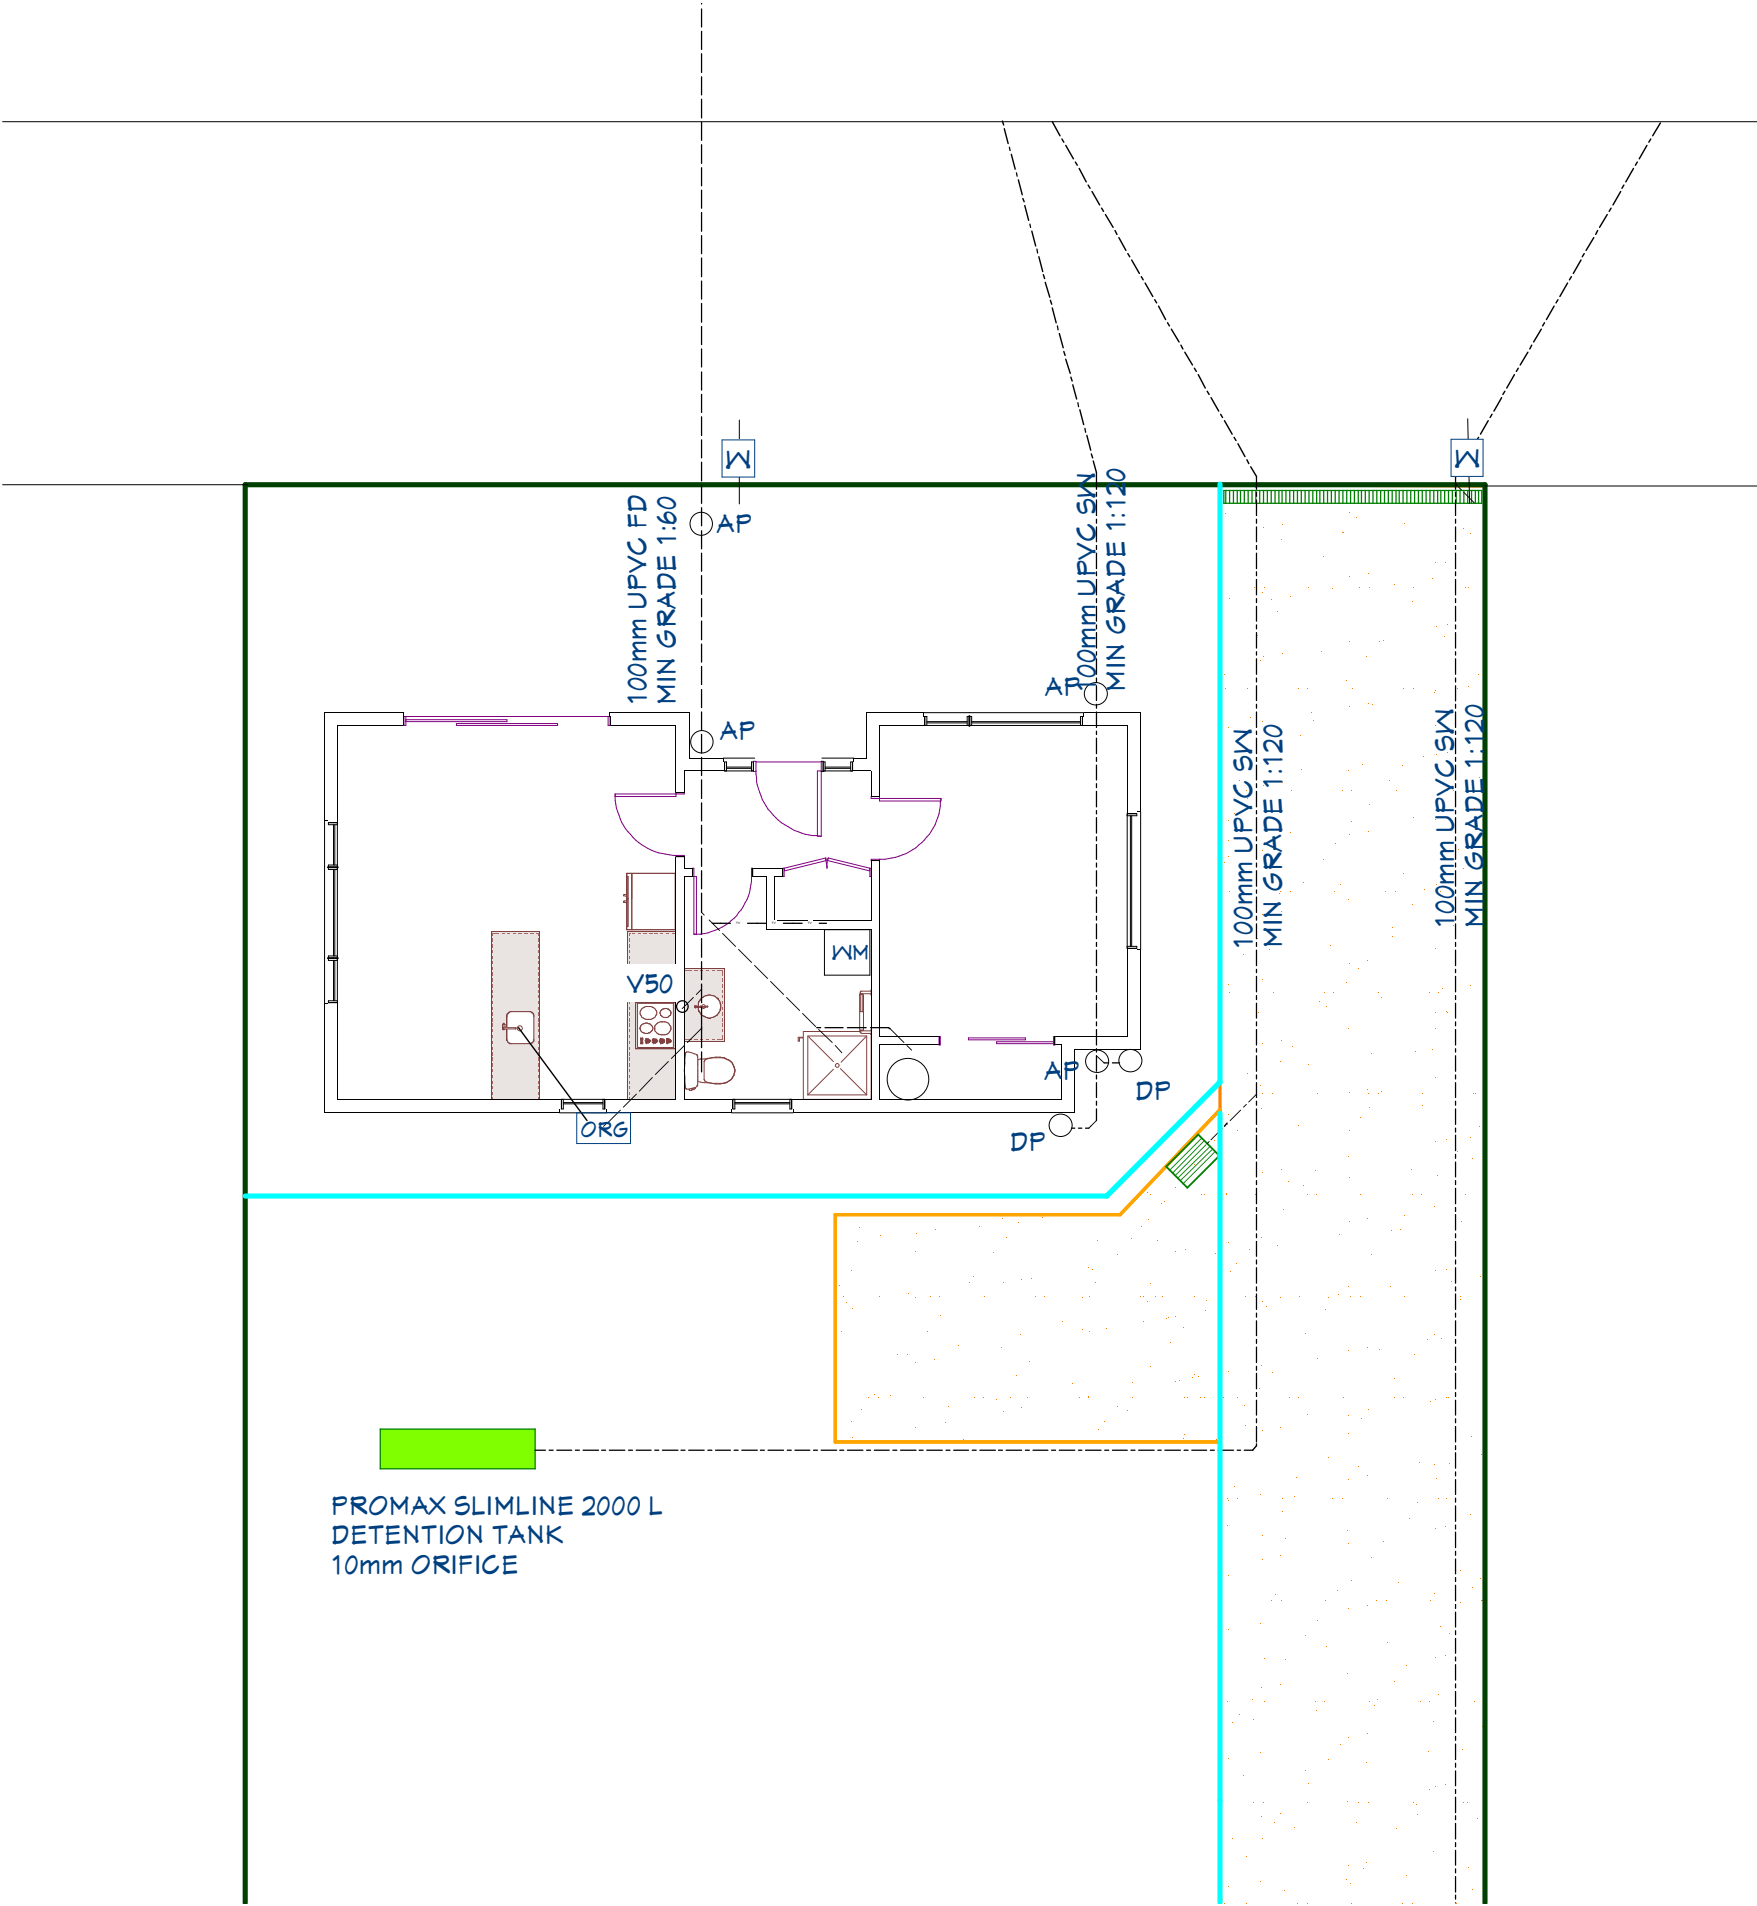 M
M
100mm UPVC FD
MIN GRADE 1:60
AP
100mm UPVC SW
MIN GRADE 1:120
AP
AP
100mm UPVC SW
MIN GRADE 1:120
100mm UPVC SW
MIN GRADE 1:120
WM
V50
AP
DP
ORG
DP
PROMAX SLIMLINE 2000 L
DETENTION TANK
10mm ORIFICE